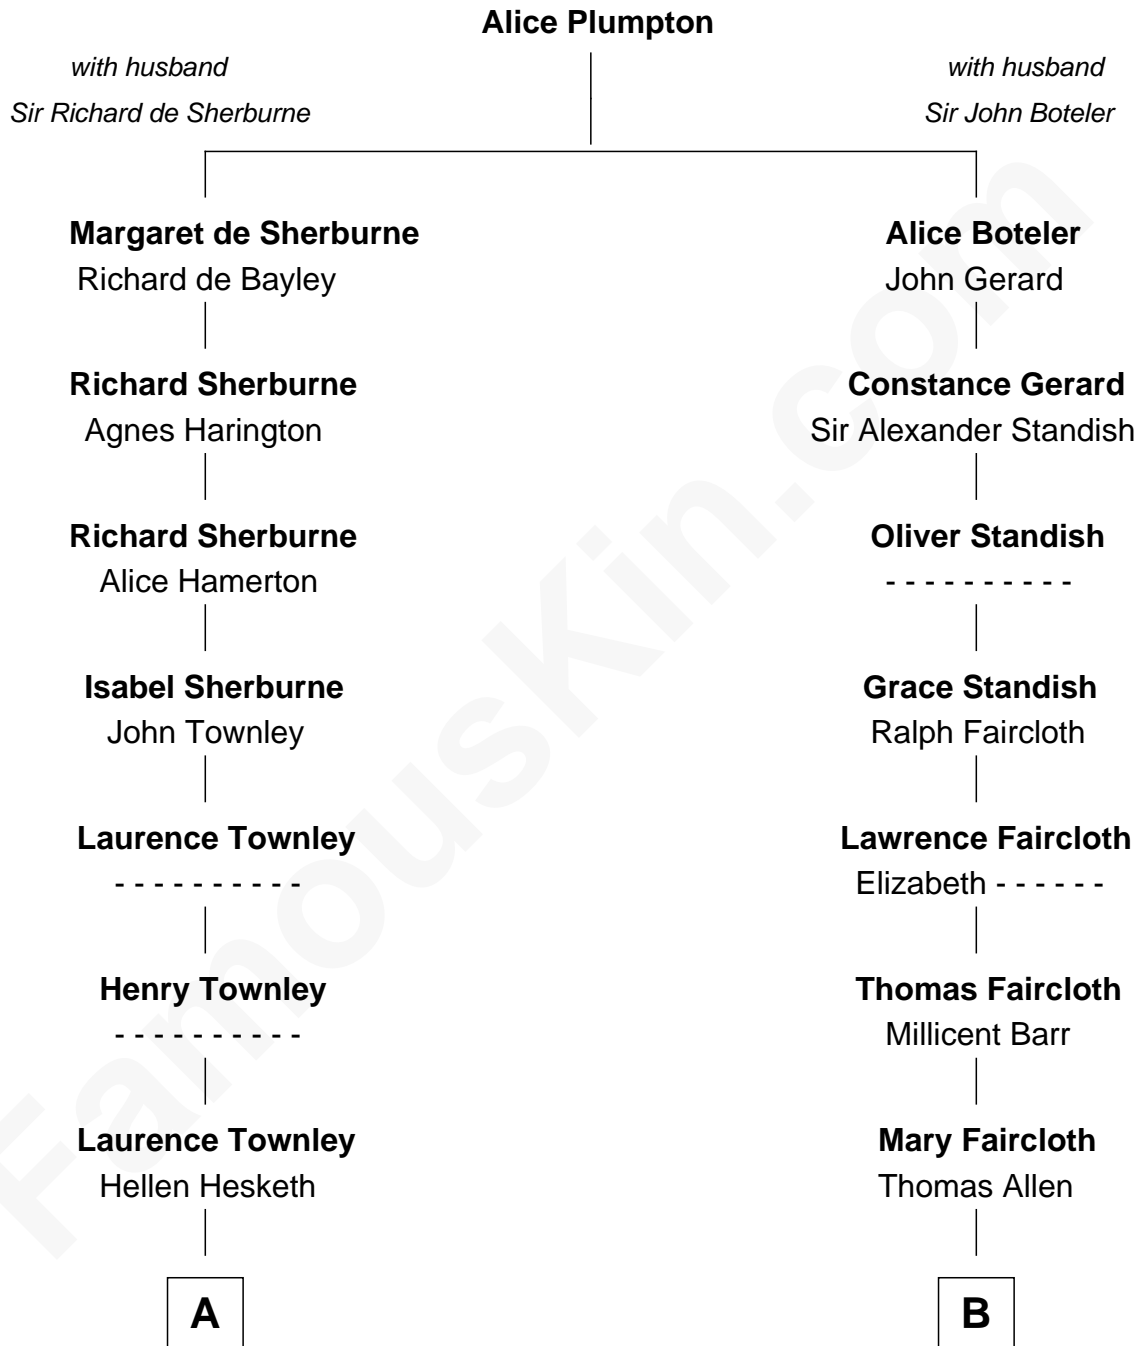 Alice Plumpton
with husband
Sir Richard de Sherburne
with husband
Sir John Boteler
Margaret de Sherburne
Richard de Bayley
Alice Boteler
John Gerard
Richard Sherburne
Agnes Harington
Constance Gerard
Sir Alexander Standish
Richard Sherburne
Alice Hamerton
Oliver Standish
- - - - - - - - - -
Isabel Sherburne
John Townley
Grace Standish
Ralph Faircloth
Laurence Townley
- - - - - - - - - -
Lawrence Faircloth
Elizabeth - - - - - -
Henry Townley
- - - - - - - - - -
Thomas Faircloth
Millicent Barr
Laurence Townley
Hellen Hesketh
Mary Faircloth
Thomas Allen
A
B
FamousKin.com